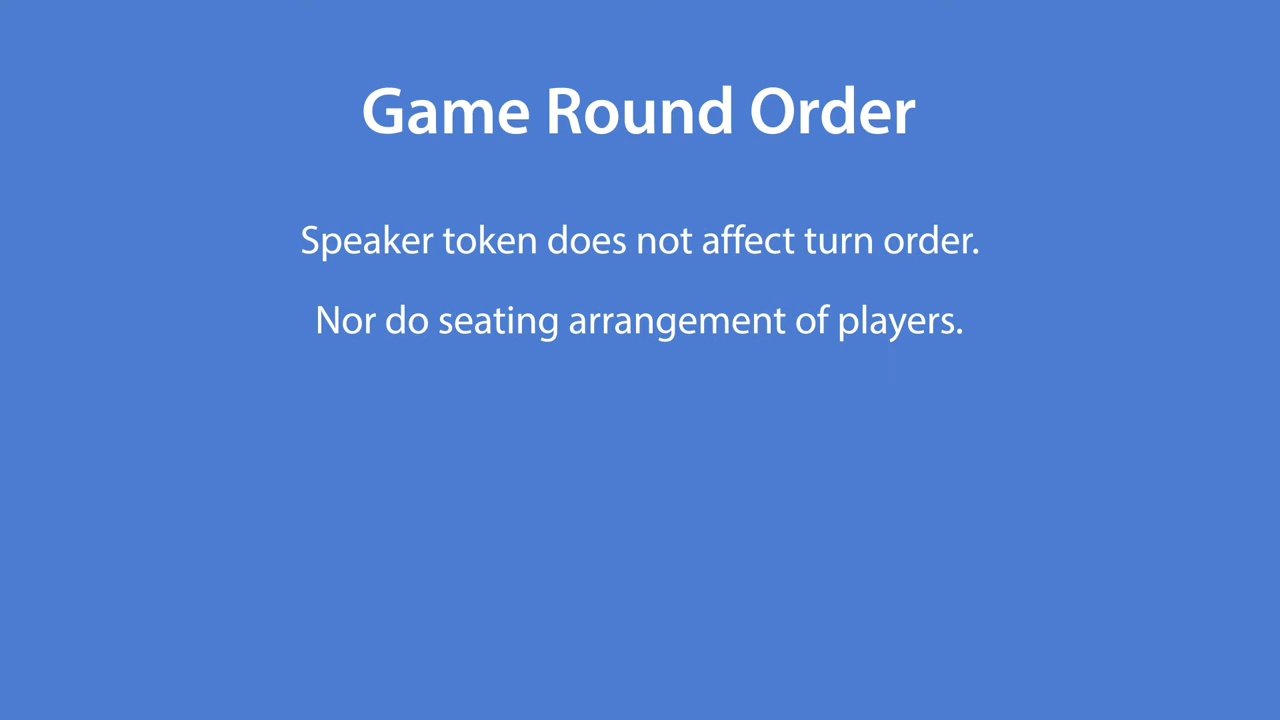 Game Round Order
Speaker token does not affect turn order.
Nor do seating arrangement of players.